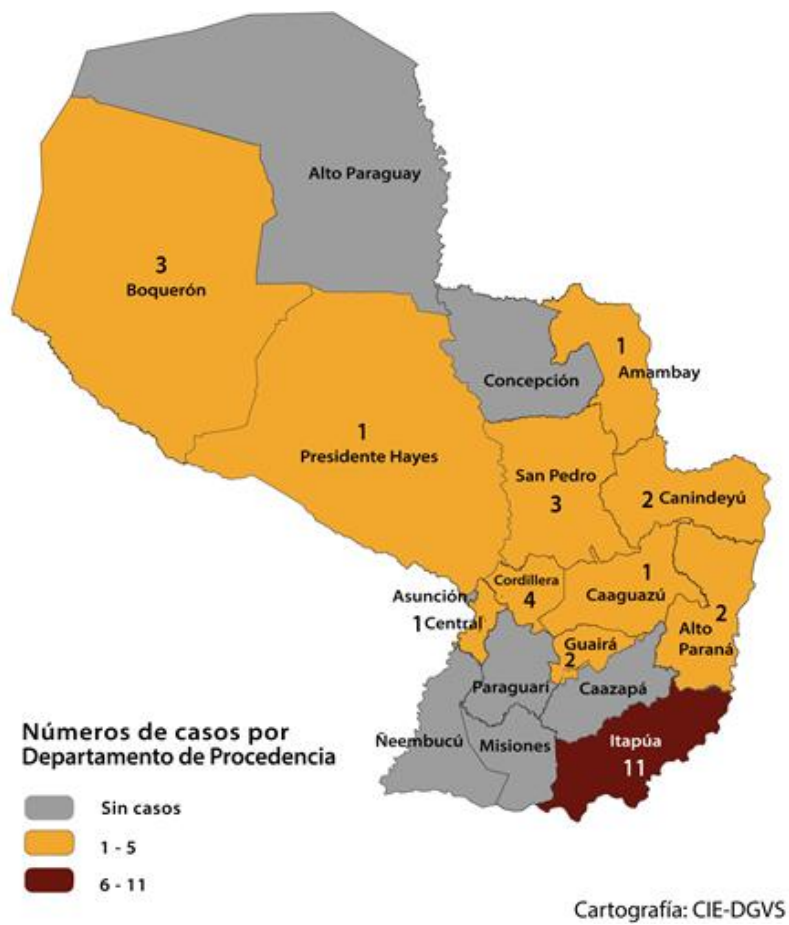 Alto Paraguay
3
Boquerón
1
Amambay
Concepción
1
Presidente Hayes
San Pedro
3
2 Canindeyú
Cordillera
4
1
Caaguazú
Asunción
1 Central
2
Alto
Paraná
Guairá
2
Paraguarí
Caazapá
Ñeembucú
Misiones
Itapúa
11
Números de casos por
Departamento de Procedencia
Sin casos
1 - 5
6 - 11
Cartografía: CIE-DGVS